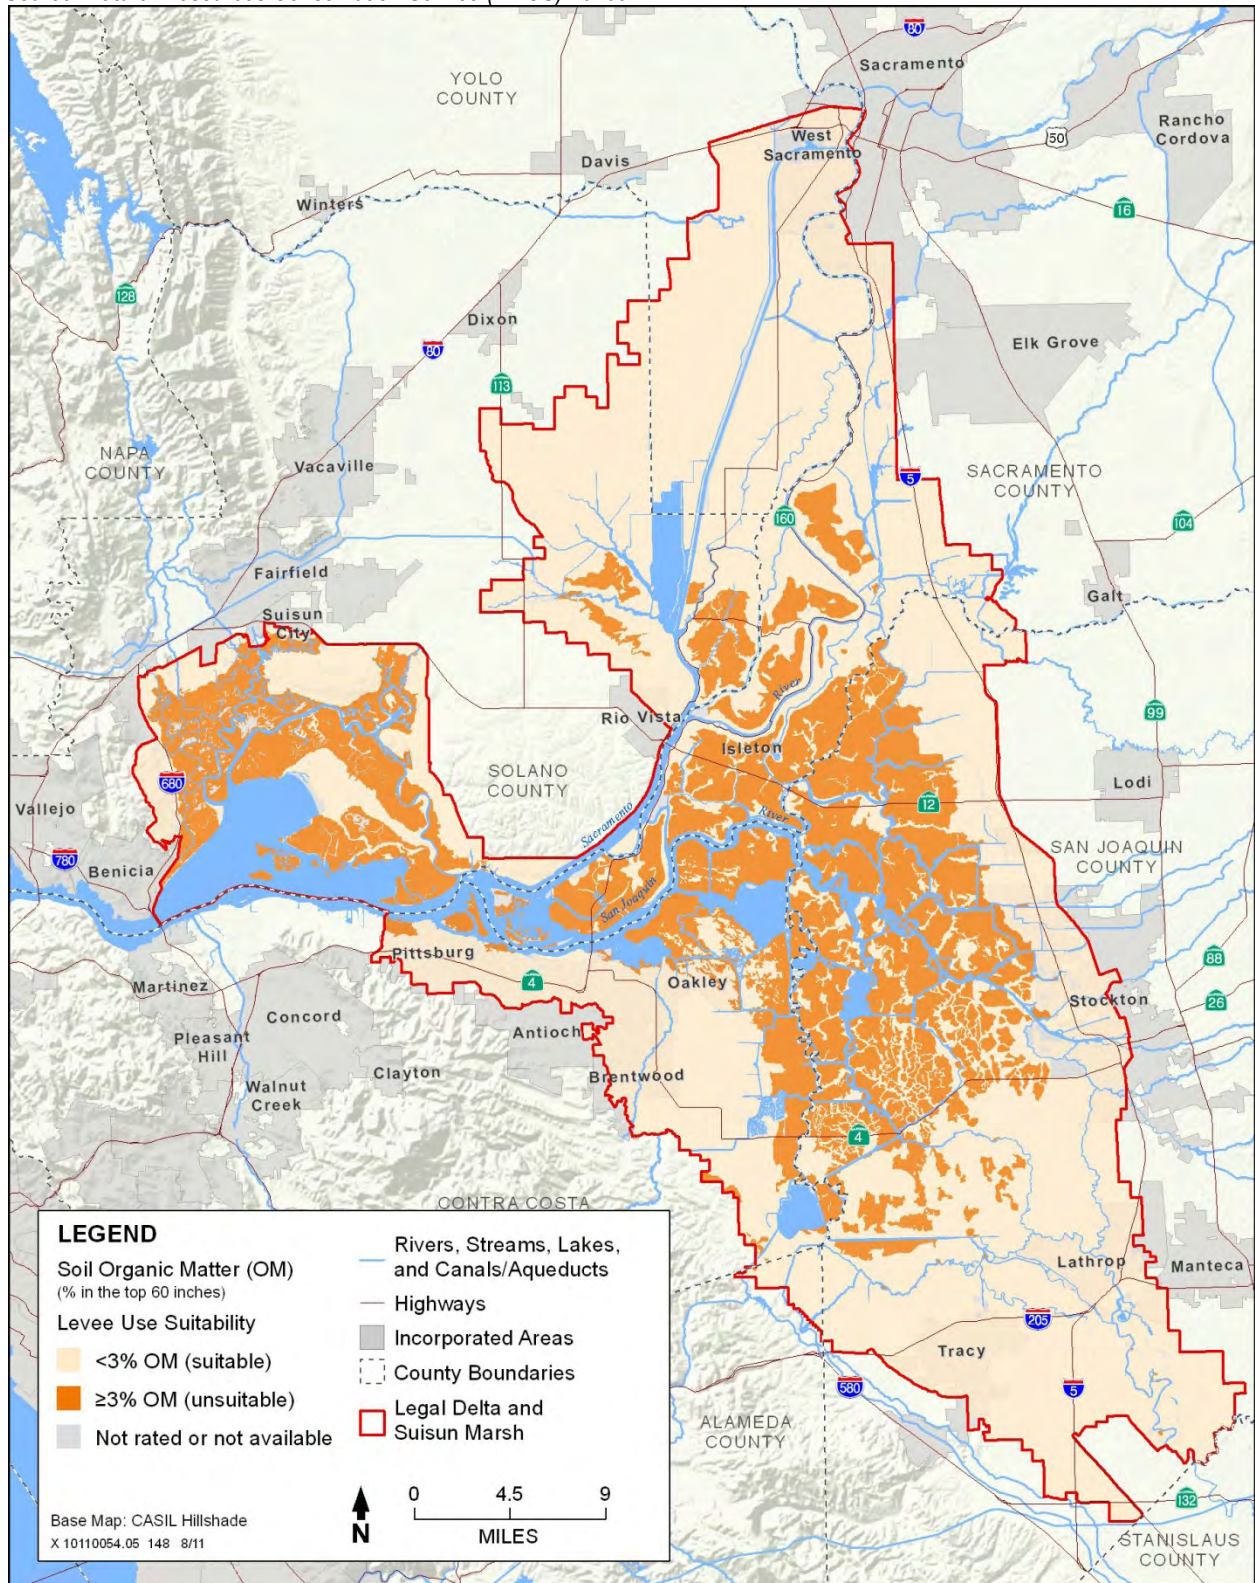 80
Sacramento
YOLO
COUNTY
Rancho
Cordova
West
Sacramento
50
Davis
Winters
16
128
Dixon
80
Elk Grove
113
NAPA
COUNTY
Vacaville
SACRAMENTO
COUNTY
5
160
104
Fairfield
Galt
Suisun
City
River
Rio Vista
99
Isleton
SOLANO
COUNTY
680
Lodi
12
Vallejo
Sacramento
River
780
Benicia
SAN JOAQUIN
COUNTY
San Joaquin
Pittsburg
88
4
Oakley
Martinez
26
Stockton
Concord
Antioch
Pleasant
Hill
Clayton
Brentwood
Walnut
Creek
4
CONTRA COSTA
LEGEND
Soil Organic Matter (OM)
(% in the top 60 inches)
Levee Use Suitability
<3% OM (suitable)
≥3% OM (unsuitable)
Not rated or not available
Rivers, Streams, Lakes,
and Canals/Aqueducts
Highways
Incorporated Areas
County Boundaries
Legal Delta and
Suisun Marsh
Base Map: CASIL Hillshade
X 10110054.05 148 8/11
N
0 4.5 9
MILES
Lathrop
Manteca
205
Tracy
580
5
ALAMEDA
COUNTY
132
STANISLAUS
COUNTY